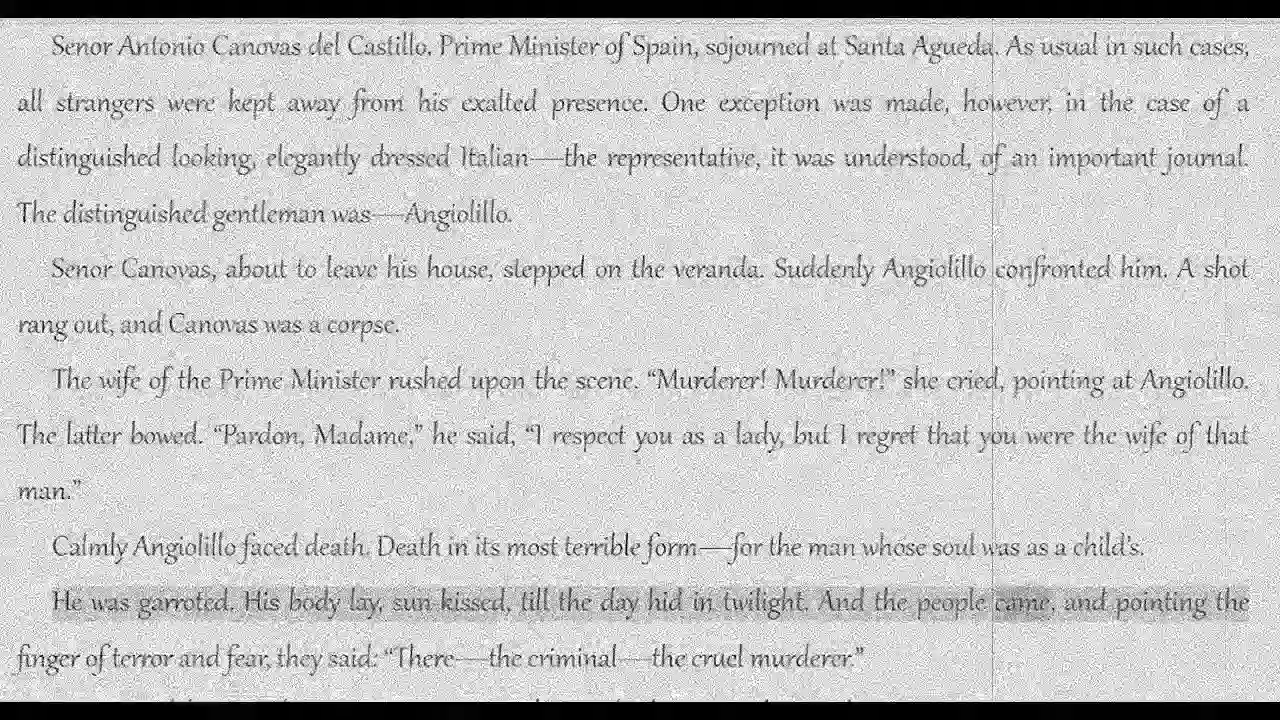 Senor Antonio Canovas del Castillo, Prime Minister of Spain, sojourned at Santa Agueda. As usual in such cases,
all strangers were kept away from his exalted presence. One exception was made, however, in the case of a
distinguished looking, elegantly dressed Italian—the representative, it was understood, of an important journal.
The distinguished gentleman was—Angiolillo.
Senor Canovas, about to leave his house, stepped on the veranda. Suddenly Angiolillo confronted him. A shot
rang out, and Canovas was a corpse.
The wife of the Prime Minister rushed upon the scene. “Murderer! Murderer!” she cried, pointing at Angiolillo.
The latter bowed. “Pardon, Madame,” he said, “I respect you as a lady, but I regret that you were the wife of that
man.”
Calmly Angiolillo faced death. Death in its most terrible form—for the man whose soul was as a child’s.
He was garroted. His body lay, sun kissed, till the day hid in twilight. And the people came, and pointing the
finger of terror and fear, they said: “There—the criminal—the cruel murderer.”